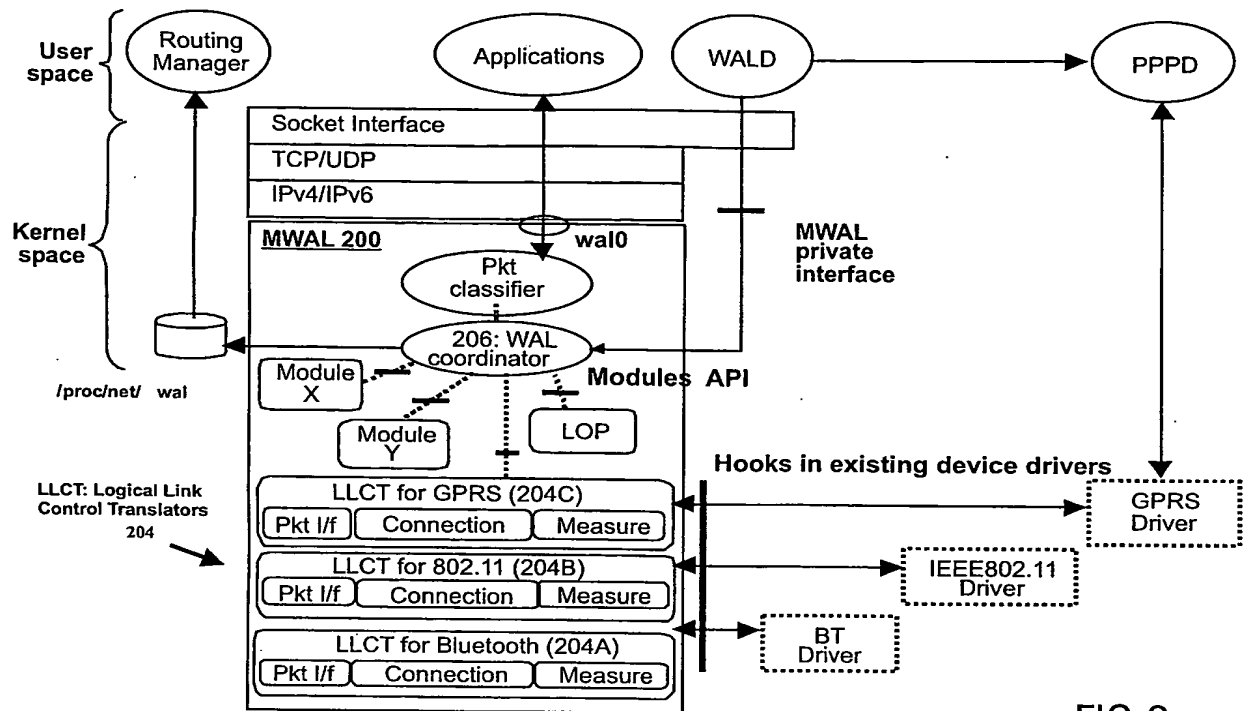 User
space
Routing
Manager
Applications
WALD
PPPD
Socket Interface
TCP/UDP
IPv4/IPv6
Kernel
space
MWAL 200
wal0
MWAL
private
interface
Pkt
classifier
206: WAL
coordinator
Modules API
/proc/net/ wal
Module
X
Module
Y
LOP
Hooks in existing device drivers
LLCT: Logical Link
Control Translators
204
LLCT for GPRS (204C)
Pkt I/f
Connection
Measure
GPRS
Driver
LLCT for 802.11 (204B)
Pkt I/f
Connection
Measure
IEEE802.11
Driver
LLCT for Bluetooth (204A)
Pkt I/f
Connection
Measure
BT
Driver